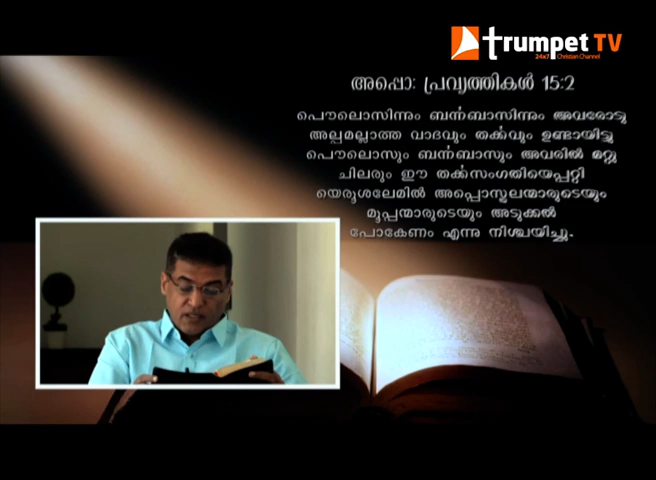 trumpet TV
24x7 Christian Channel
അപ്പൊ: പ്രവൃത്തികൾ 15:2
പൌലൊസിന്നും ബർന്നബാസിന്നും അവരോടു
അല്പമല്ലാത്ത വാദവും തർക്കവും ഉണ്ടായിട്ടു
പൌലൊസും ബർന്നബാസും അവരിൽ മറ്റു
ചിലരും ഈ തർക്കസംഗതിയെപ്പറ്റി
യെരൂശലേമിൽ അപ്പൊസ്തലന്മാരുടെയും
മൂപ്പന്മാരുടെയും അടുക്കൽ
പോകേണം എന്നു നിശ്ചയിച്ചു.